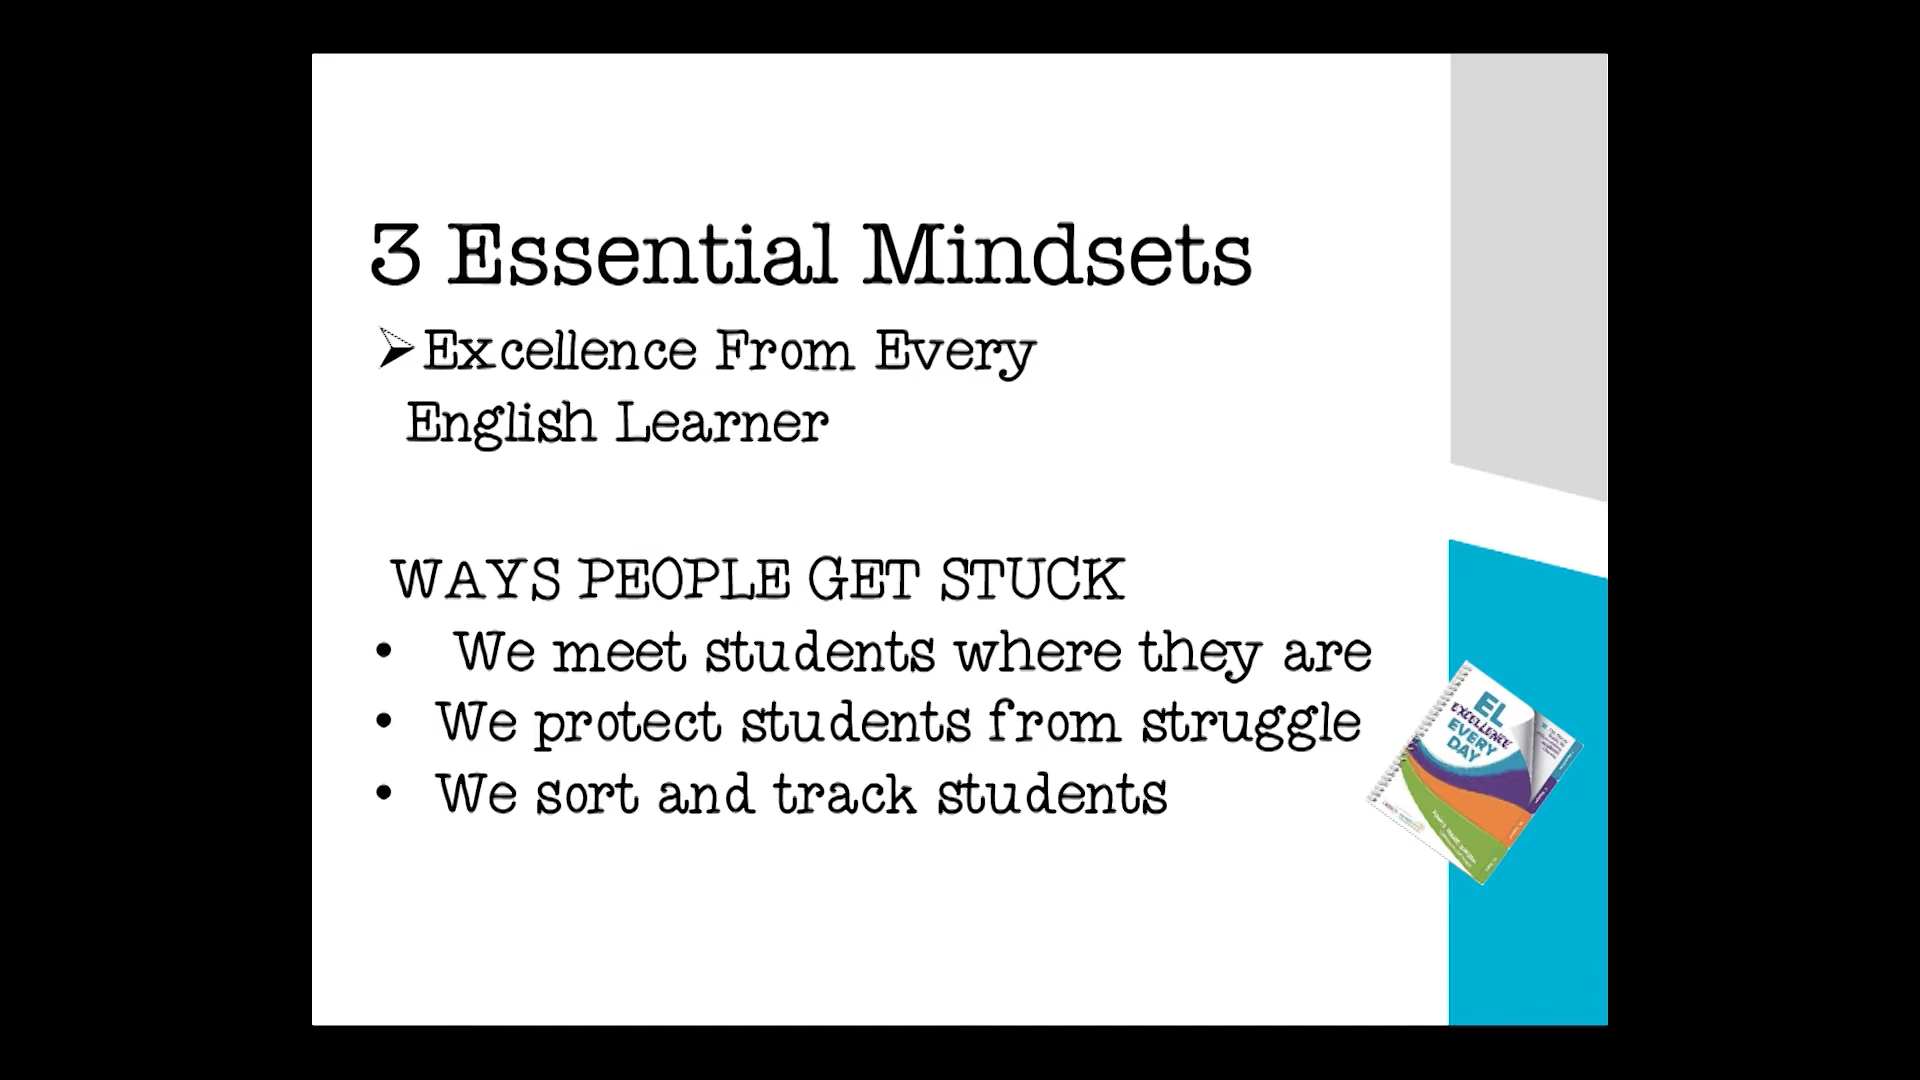 3 Essential Mindsets
➢Excellence From Every
English Learner
WAYS PEOPLE GET STUCK
• We meet students where they are
• We protect students from struggle
• We sort and track students
EL
EXCELLENCE
EVERY
DAY